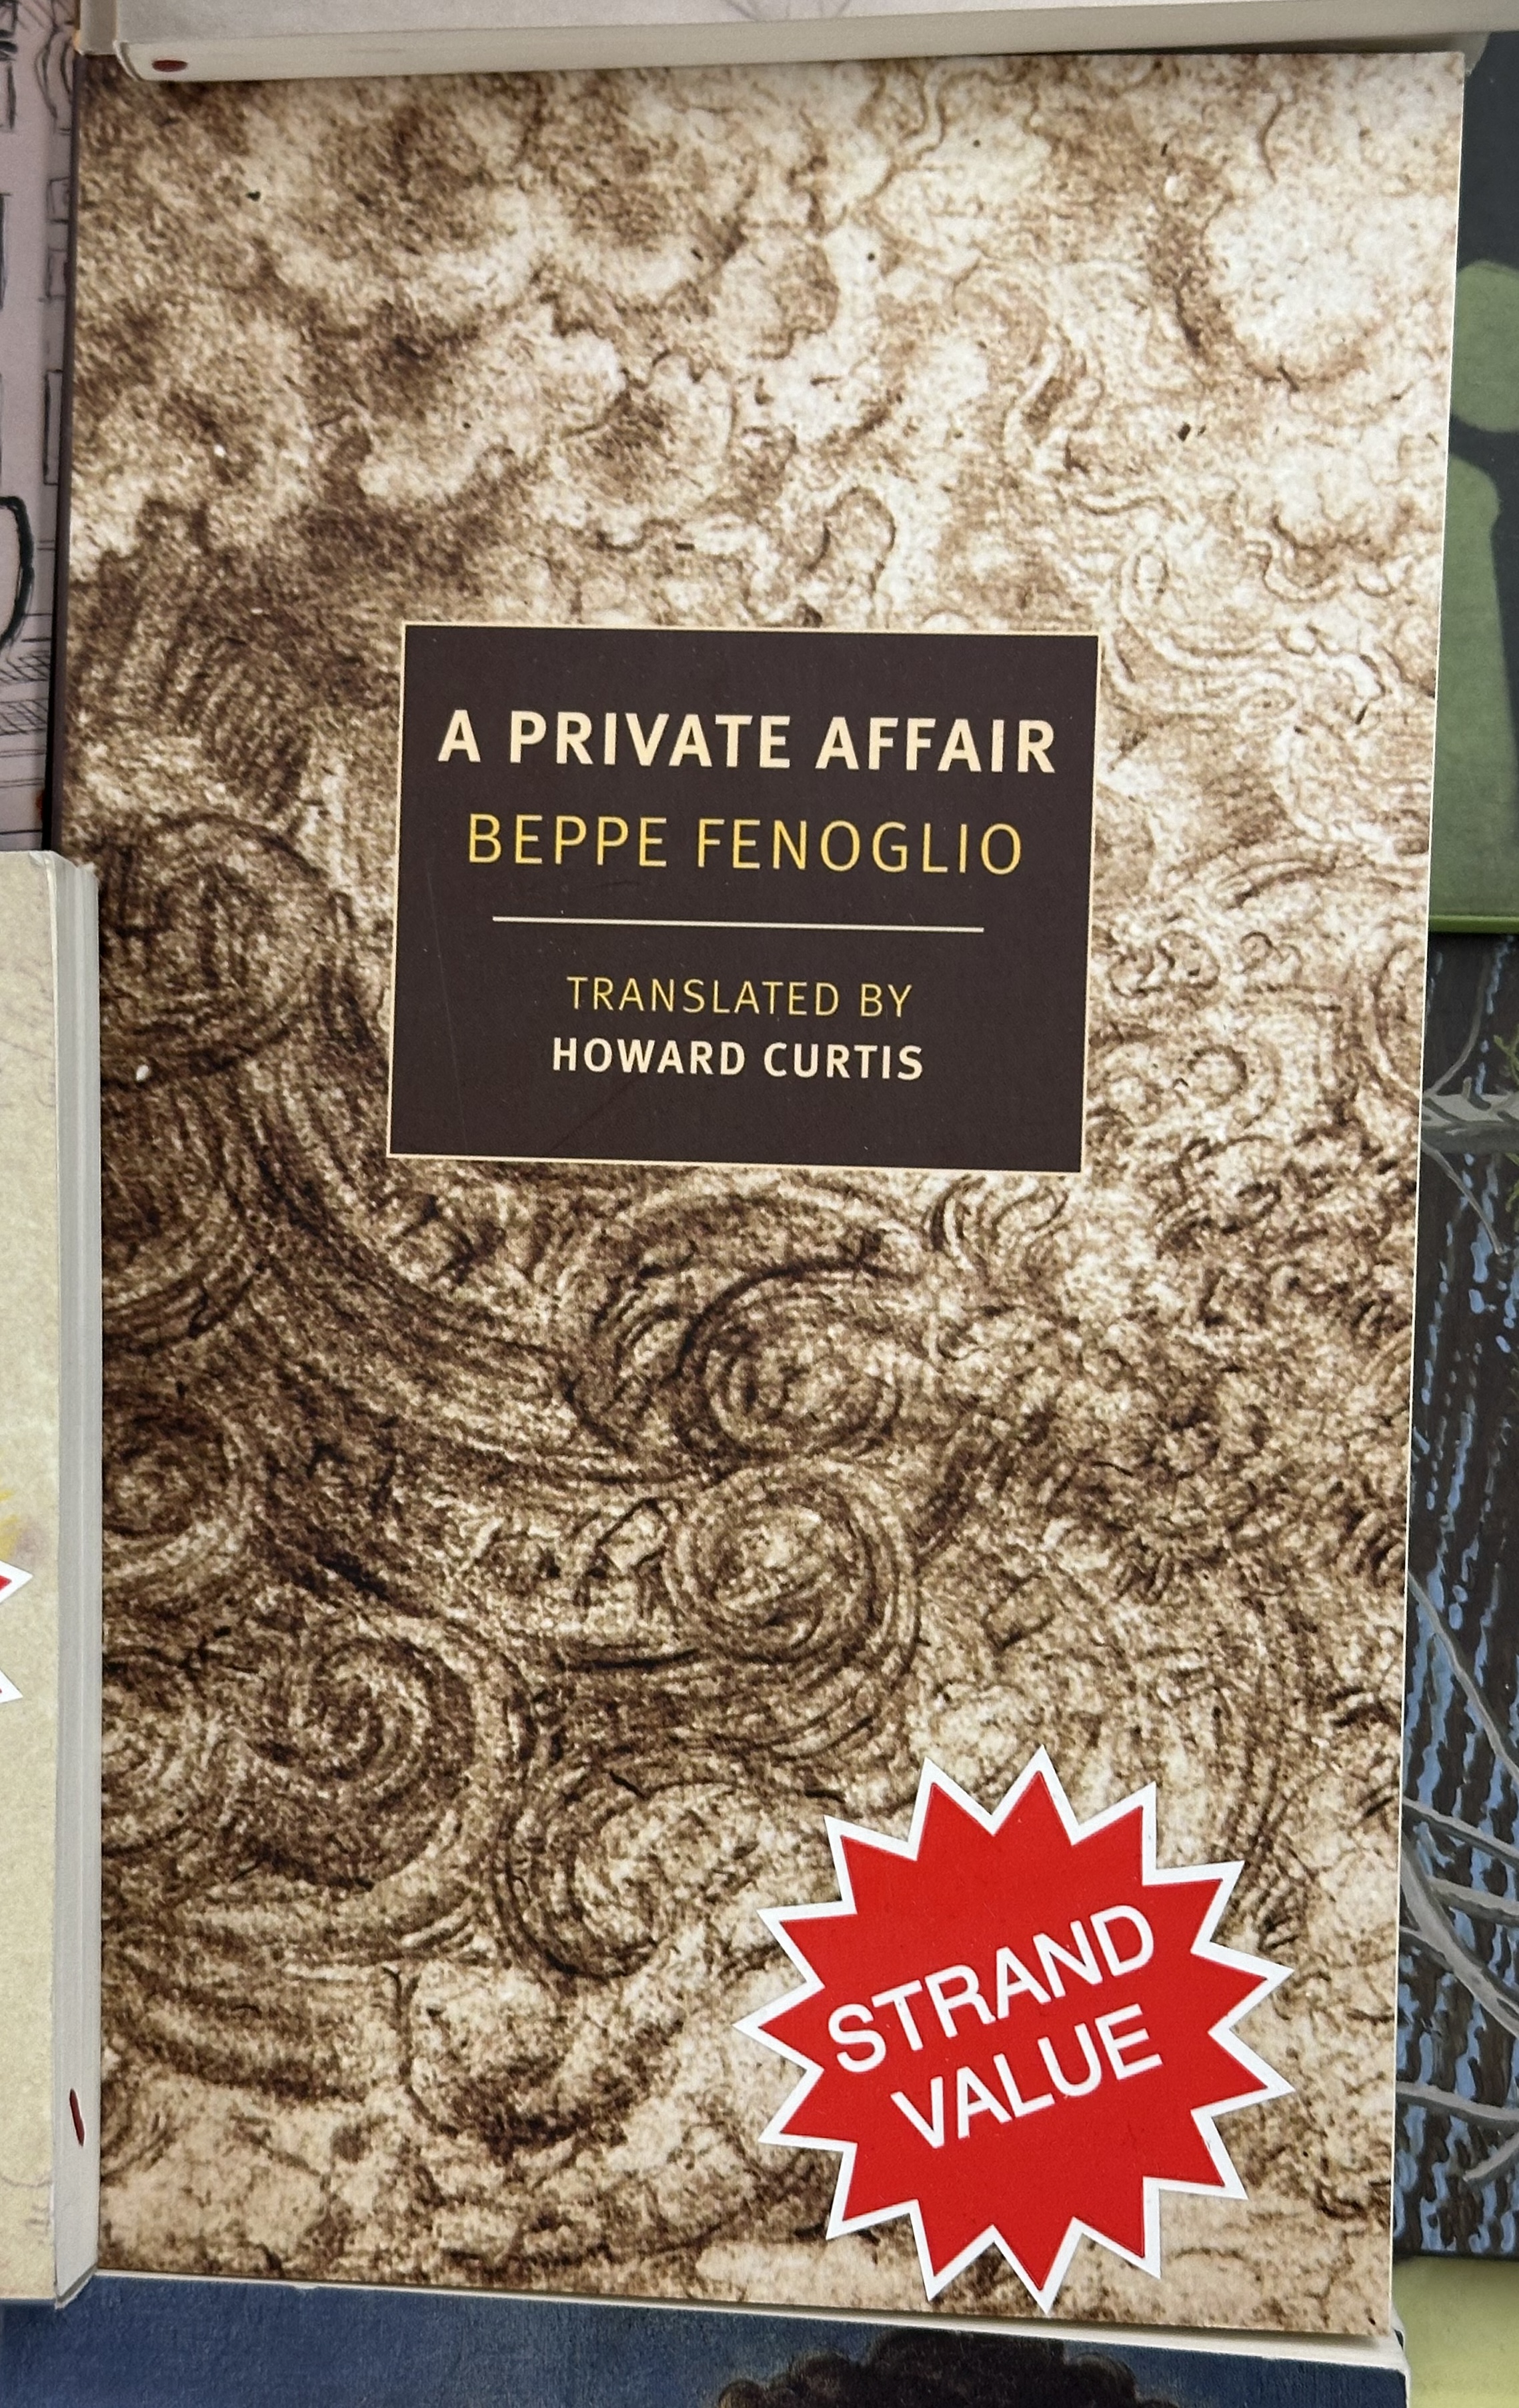 A PRIVATE AFFAIR
BEPPE FENOGLIO
TRANSLATED BY
HOWARD CURTIS
STRAND
VALUE